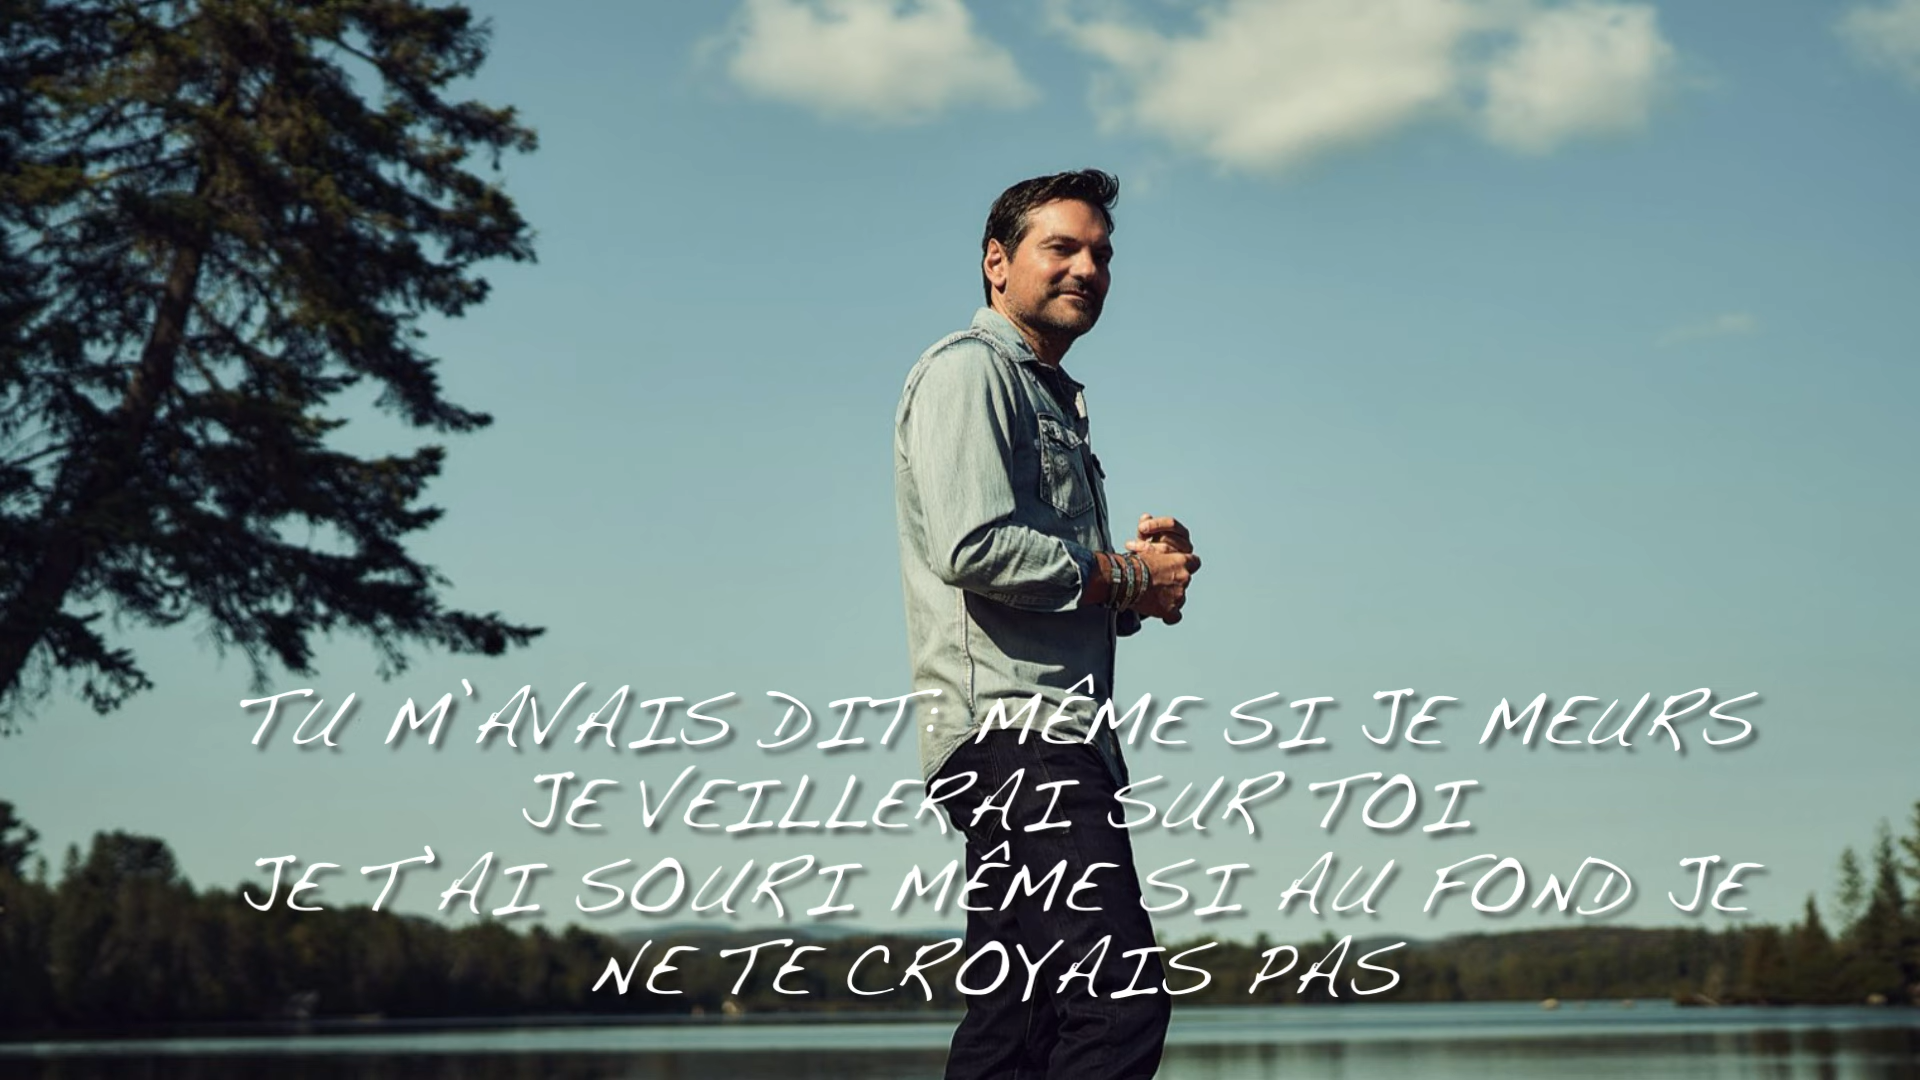 TU M'AVAIS DIT: MÊME SI JE MEURS
JE VEILLERAI SUR TOI
JE T'AI SOURI MÊME SI AU FOND JE
NE TE CROYAIS PAS